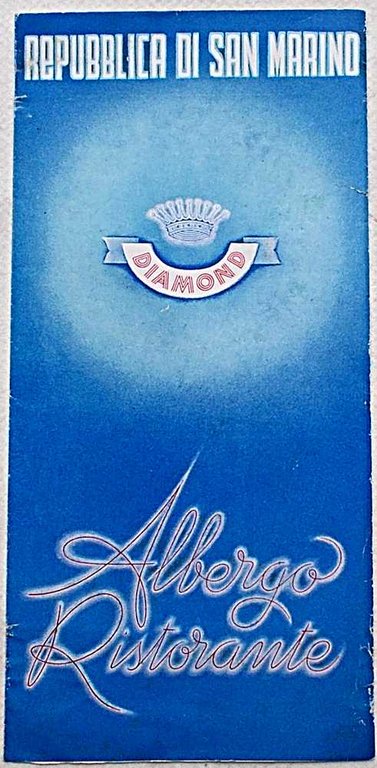 REPUBBLICA DI SAN MARINO
DIAMOND
Albergo
Ristorante